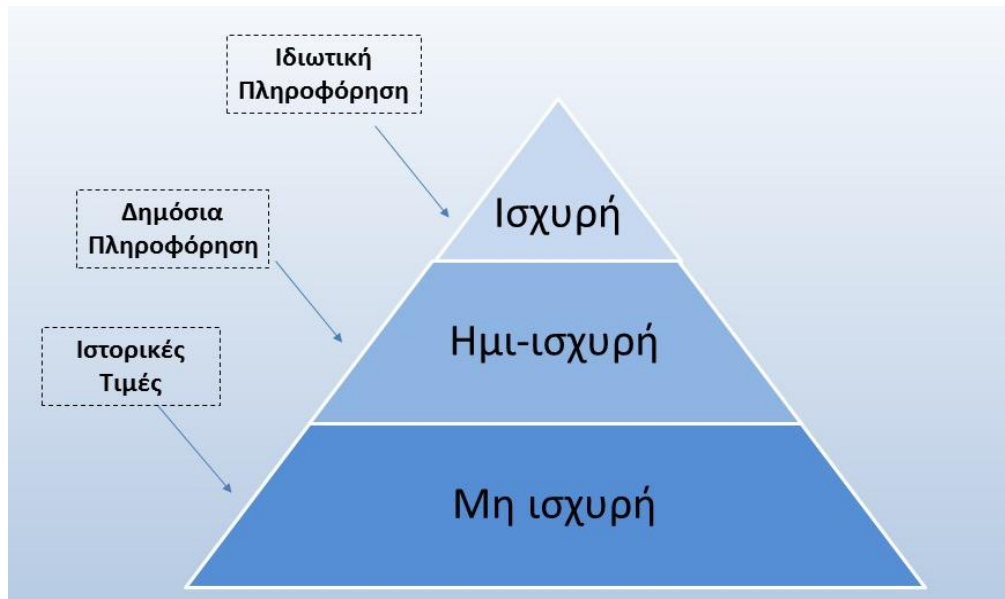 Ιδιωτική
Πληροφόρηση
Ισχυρή
Δημόσια
Πληροφόρηση
Ημι-ισχυρή
Ιστορικές
Τιμές
Μη ισχυρή